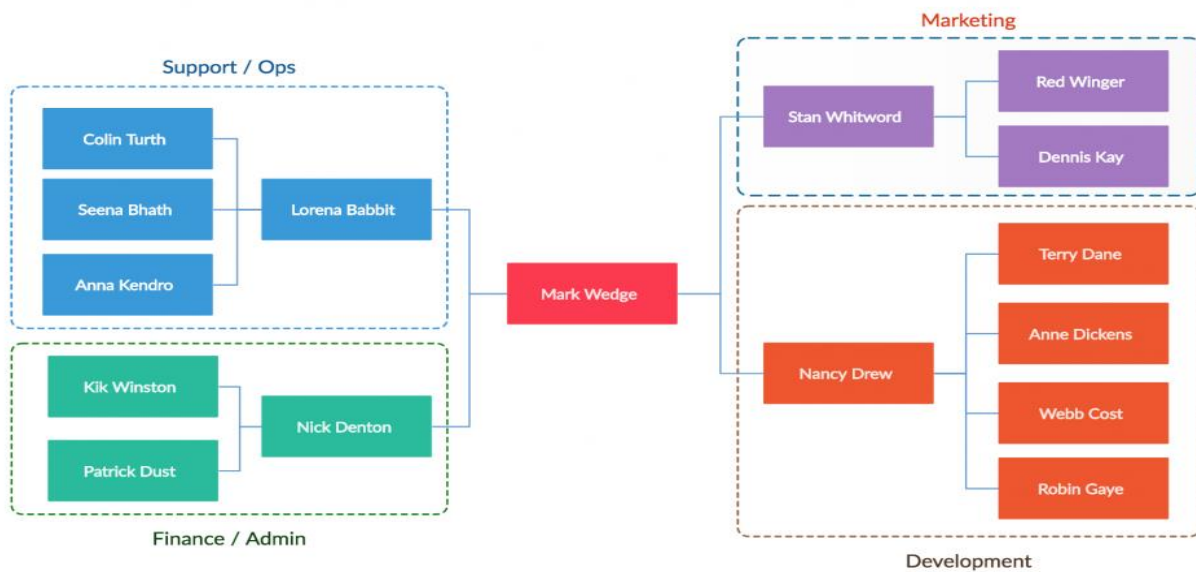 Support / Ops
Colin Turth
Seena Bhath
Anna Kendro
Lorena Babbit
Kik Winston
Patrick Dust
Nick Denton
Finance / Admin
Mark Wedge
Marketing
Stan Whitword
Red Winger
Dennis Kay
Nancy Drew
Terry Dane
Anne Dickens
Webb Cost
Robin Gaye
Development